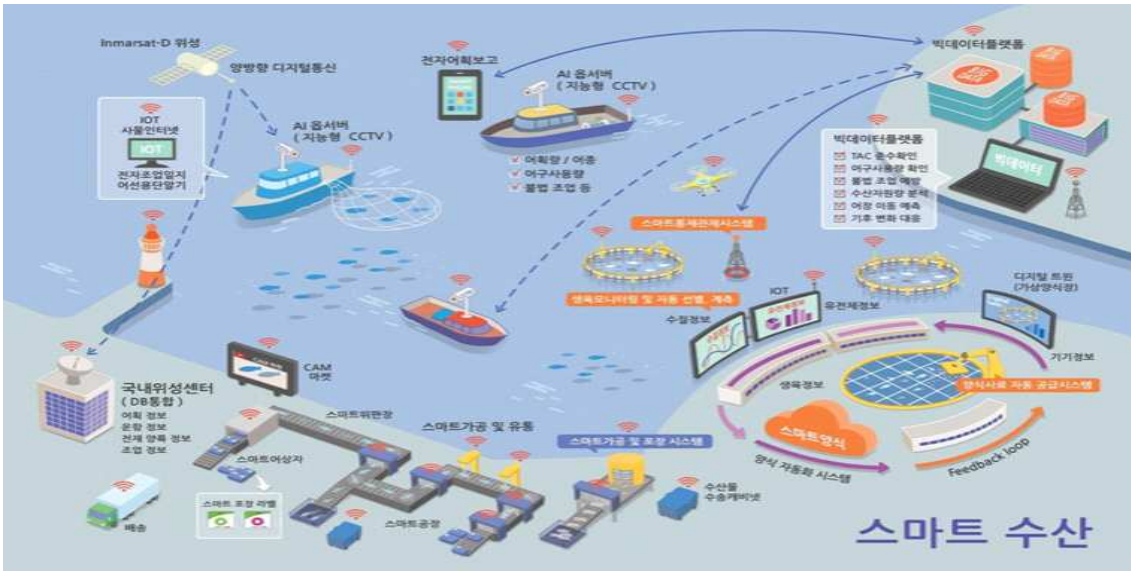 Inmarsat-D 위성
양방향 디지털통신
IOT
사물인터넷
IOT
전자조업일지
어선용단말기
AI 옵서버
( 지능형 CCTV )
전자어획보고
AI 옵서버
( 지능형 CCTV )
어획량 / 어종
어구사용량
불법 조업 등
빅데이터플랫폼
빅데이터플랫폼
TAC 준수확인
어구사용량 확인
불법 조업 예방
수산자원량 분석
어장 이동 예측
기후 변화 대응
빅데이터
스마트통제관제시스템
생육모니터링 및 자동 선별, 계측
수질정보
IOT
유전체정보
디지털 트윈
(가상양식장)
기기정보
생육정보
양식사료 자동 공급시스템
스마트양식
양식 자동화 시스템
Feedback loop
국내위성센터
( DB통합 )
어획 정보
운항 정보
전재 양륙 정보
조업 정보
CAM
마켓
스마트위판장
스마트어상자
스마트 포장 라벨
배송
스마트가공 및 유통
스마트공장
스마트가공 및 포장 시스템
수산물
수송캐비넷
스마트 수산